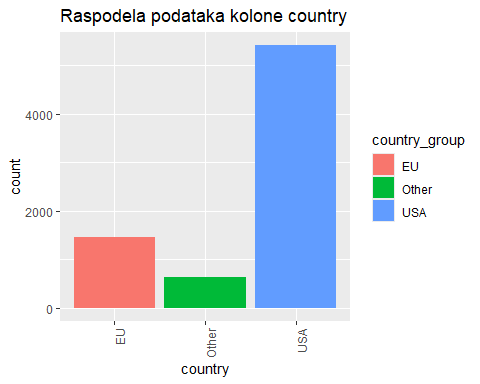 Raspodela podataka kolone country
count
4000
2000
0
EU
Other
USA
country
country_group
EU
Other
USA